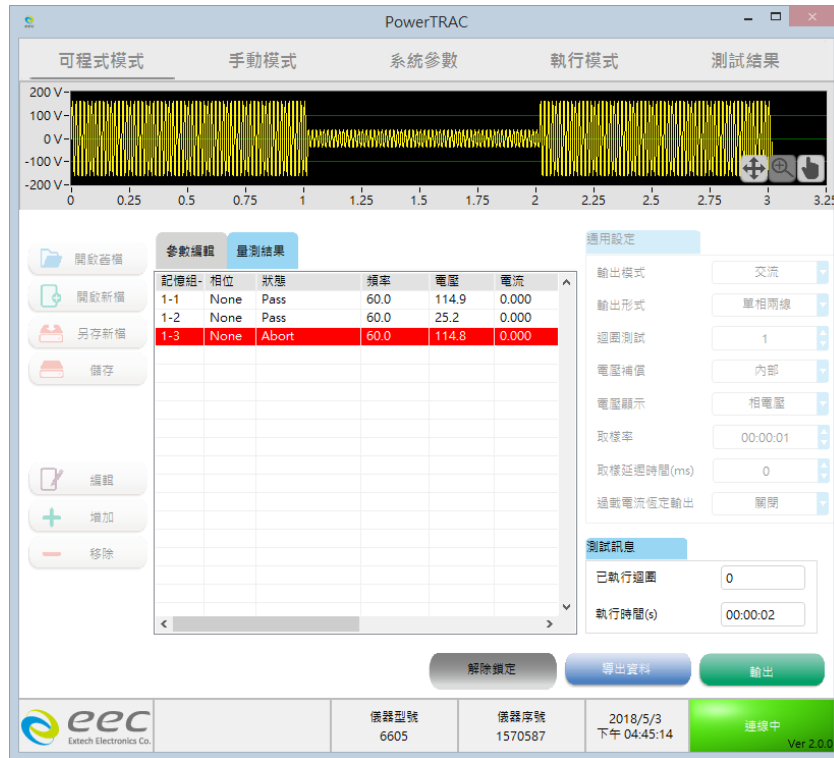 PowerTRAC
可程式模式 手動模式 系統參數 執行模式 測試結果
200 V
100 V
0 V
-100 V
-200 V
0 0.25 0.5 0.75 1 1.25 1.5 1.75 2 2.25 2.5 2.75 3 3.25
開啟舊檔
開啟新檔
另存新檔
儲存
編輯
增加
移除
參數編輯 量測結果
記憶組- 相位 狀態 頻率 電壓 電流
1-1 None Pass 60.0 114.9 0.000
1-2 None Pass 60.0 25.2 0.000
1-3 None Abort 60.0 114.8 0.000
通用設定
輸出模式 交流
輸出形式 單相兩線
迴圈測試 1
電壓補償 內部
電壓顯示 相電壓
取樣率 00:00:01
取樣延遲時間(ms) 0
過載電流恆定輸出 關閉
測試訊息
已執行迴圈 0
執行時間(s) 00:00:02
解除鎖定 導出資料 輸出
eec
Extech Electronics Co.
儀器型號
6605
儀器序號
1570587
2018/5/3
下午 04:45:14
連線中
Ver 2.0.0